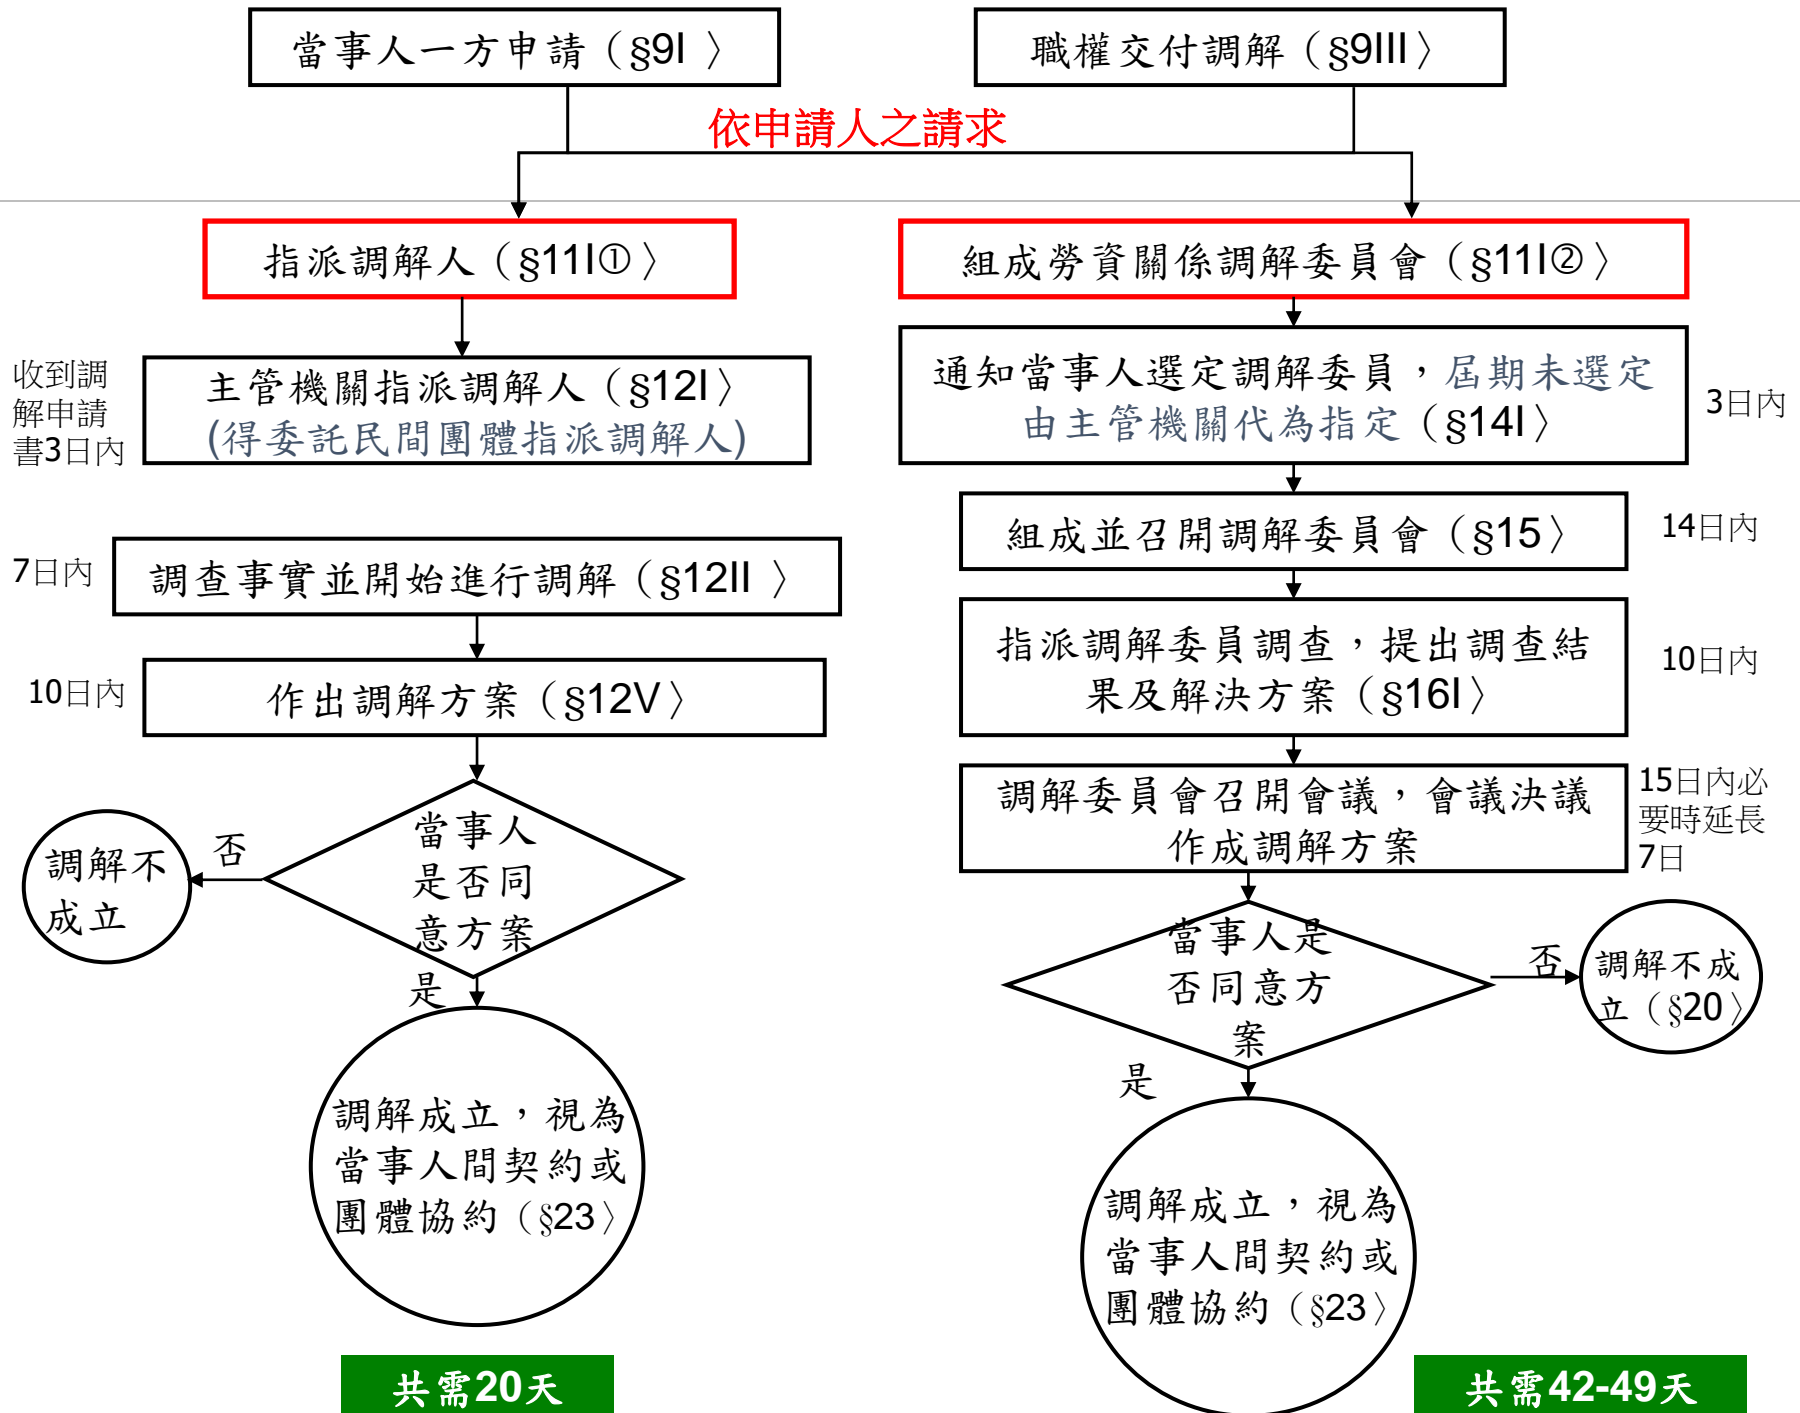 當事人一方申請（§9I 〉
職權交付調解（§9III〉
依申請人之請求
指派調解人（§11I① 〉
組成勞資關係調解委員會（§11I② 〉
收到調
解申請
書3日內
主管機關指派調解人（§12I〉
(得委託民間團體指派調解人)
通知當事人選定調解委員，屆期未選定
由主管機關代為指定（§14I〉
3日內
組成並召開調解委員會（§15〉
14日內
7日內
調查事實並開始進行調解（§12II 〉
指派調解委員調查，提出調查結
果及解決方案（§16I〉
10日內
10日內
作出調解方案（§12V〉
調解委員會召開會議，會議決議
作成調解方案
15日內必
要時延長
7日
當事人
是否同
意方案
否
調解不
成立
是
當事人是
否同意方
案
否
調解不成
立（§20〉
是
調解成立，視為
當事人間契約或
團體協約（§23〉
調解成立，視為
當事人間契約或
團體協約（§23〉
共需20天
共需42-49天